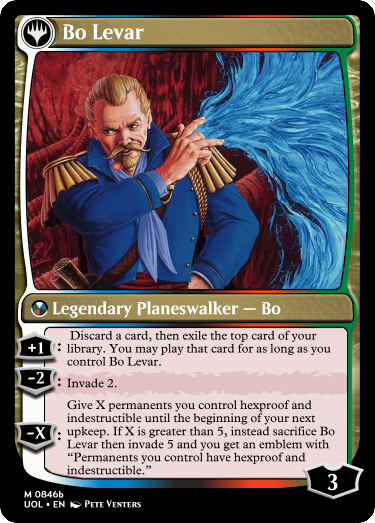 Bo Levar
Legendary Planeswalker — Bo
+1: Discard a card, then exile the top card of your
library. You may play that card for as long as you
control Bo Levar.
-2: Invade 2.
Give X permanents you control hexproof and
indestructible until the beginning of your next
upkeep. If X is greater than 5, instead sacrifice Bo
-X: Levar then invade 5 and you get an emblem with
“Permanents you control have hexproof and
indestructible.”
3
M 0846b
UOL • EN Pete Venters